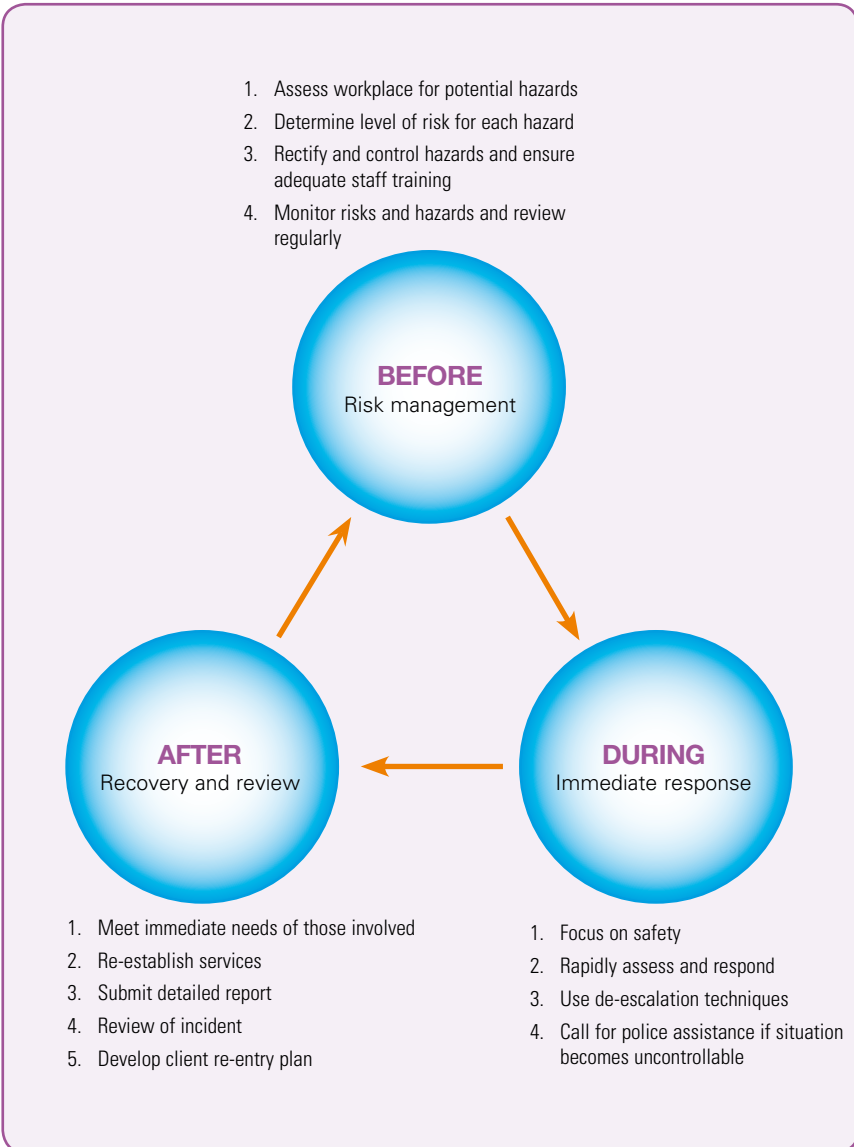 1. Assess workplace for potential hazards
2. Determine level of risk for each hazard
3. Rectify and control hazards and ensure
adequate staff training
4. Monitor risks and hazards and review
regularly
BEFORE
Risk management
AFTER
Recovery and review
DURING
Immediate response
1. Meet immediate needs of those involved
2. Re-establish services
3. Submit detailed report
4. Review of incident
5. Develop client re-entry plan
1. Focus on safety
2. Rapidly assess and respond
3. Use de-escalation techniques
4. Call for police assistance if situation
becomes uncontrollable